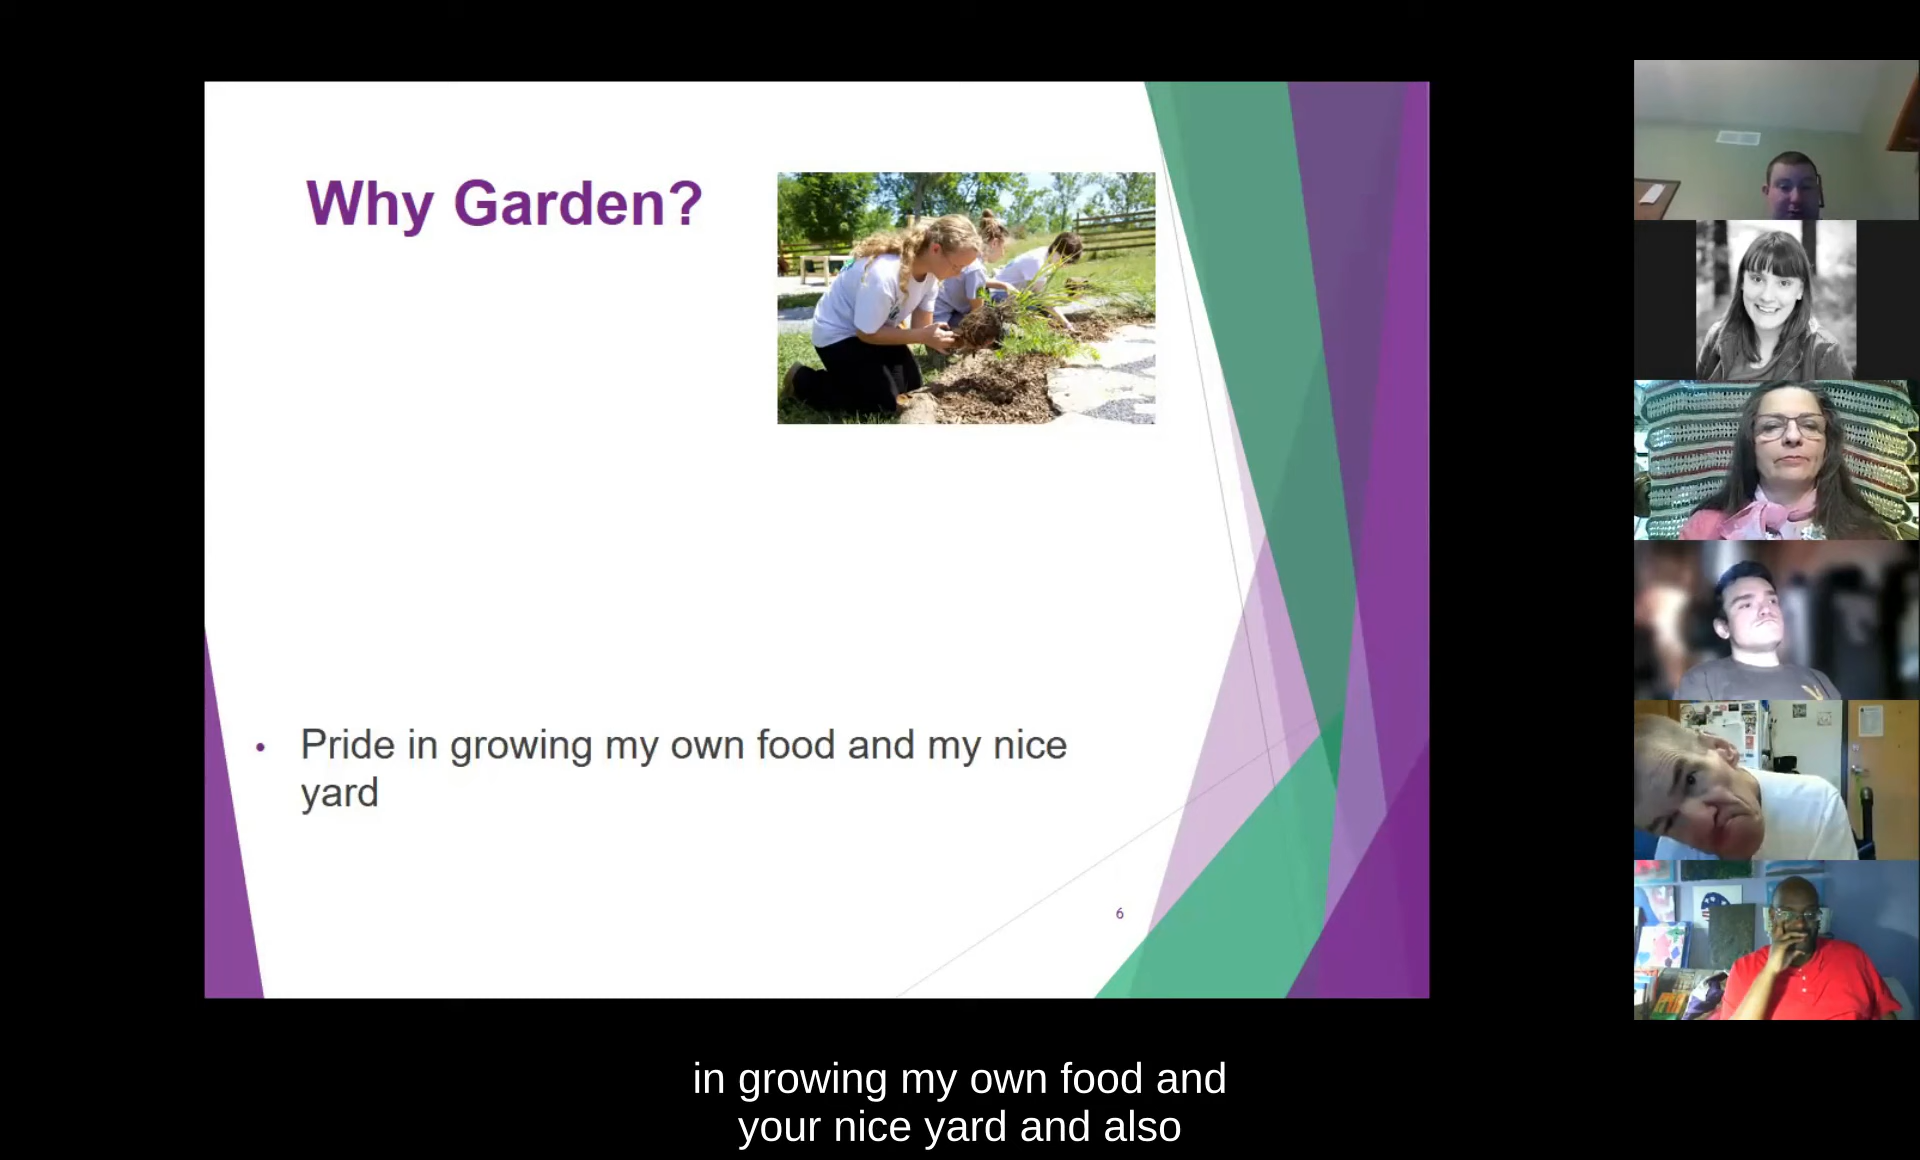 Why Garden?
• Pride in growing my own food and my nice
yard
6
in growing my own food and
your nice yard and also